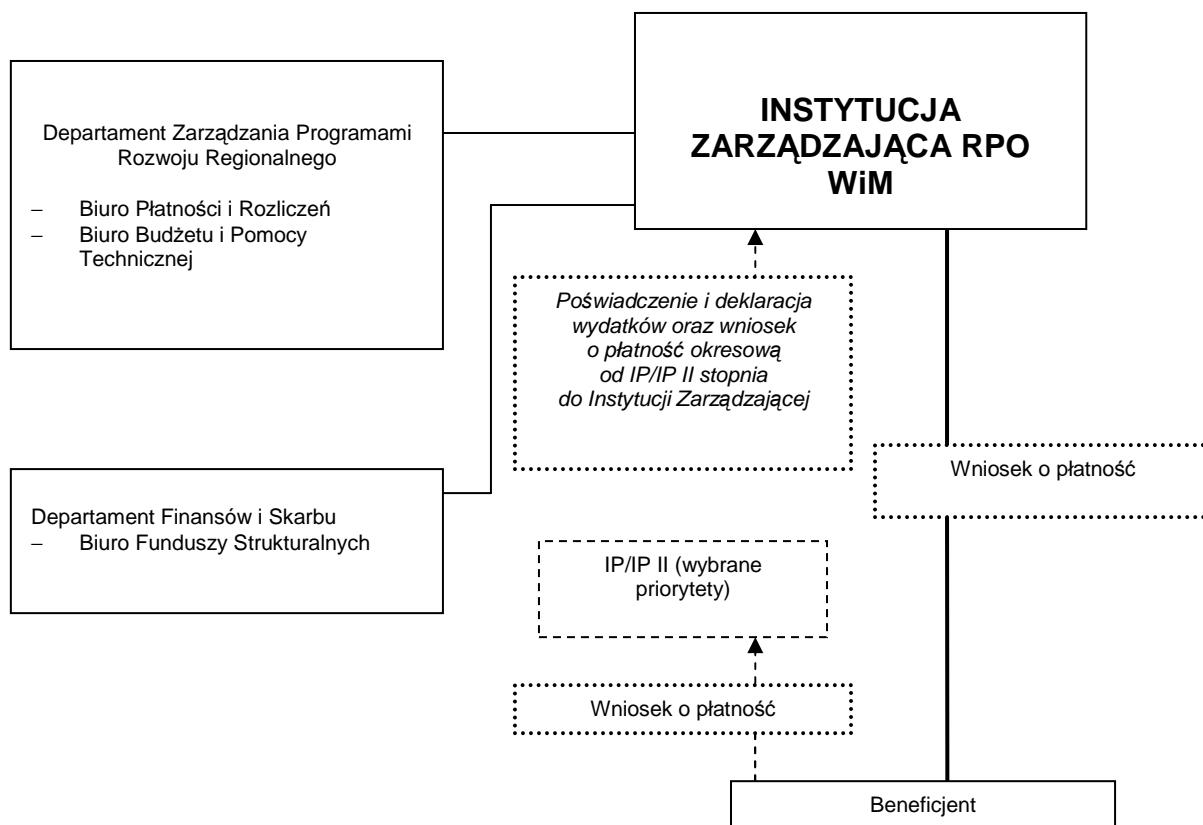 Departament Zarządzania Programami
Rozwoju Regionalnego
– Biuro Płatności i Rozliczeń
– Biuro Budżetu i Pomocy
Technicznej
INSTYTUCJA
ZARZĄDZAJĄCA RPO
WiM
Poświadczenie i deklaracja
wydatków oraz wniosek
o płatność okresową
od IP/IP II stopnia
do Instytucji Zarządzającej
Wniosek o płatność
Departament Finansów i Skarbu
– Biuro Funduszy Strukturalnych
IP/IP II (wybrane
priorytety)
Wniosek o płatność
Beneficjent